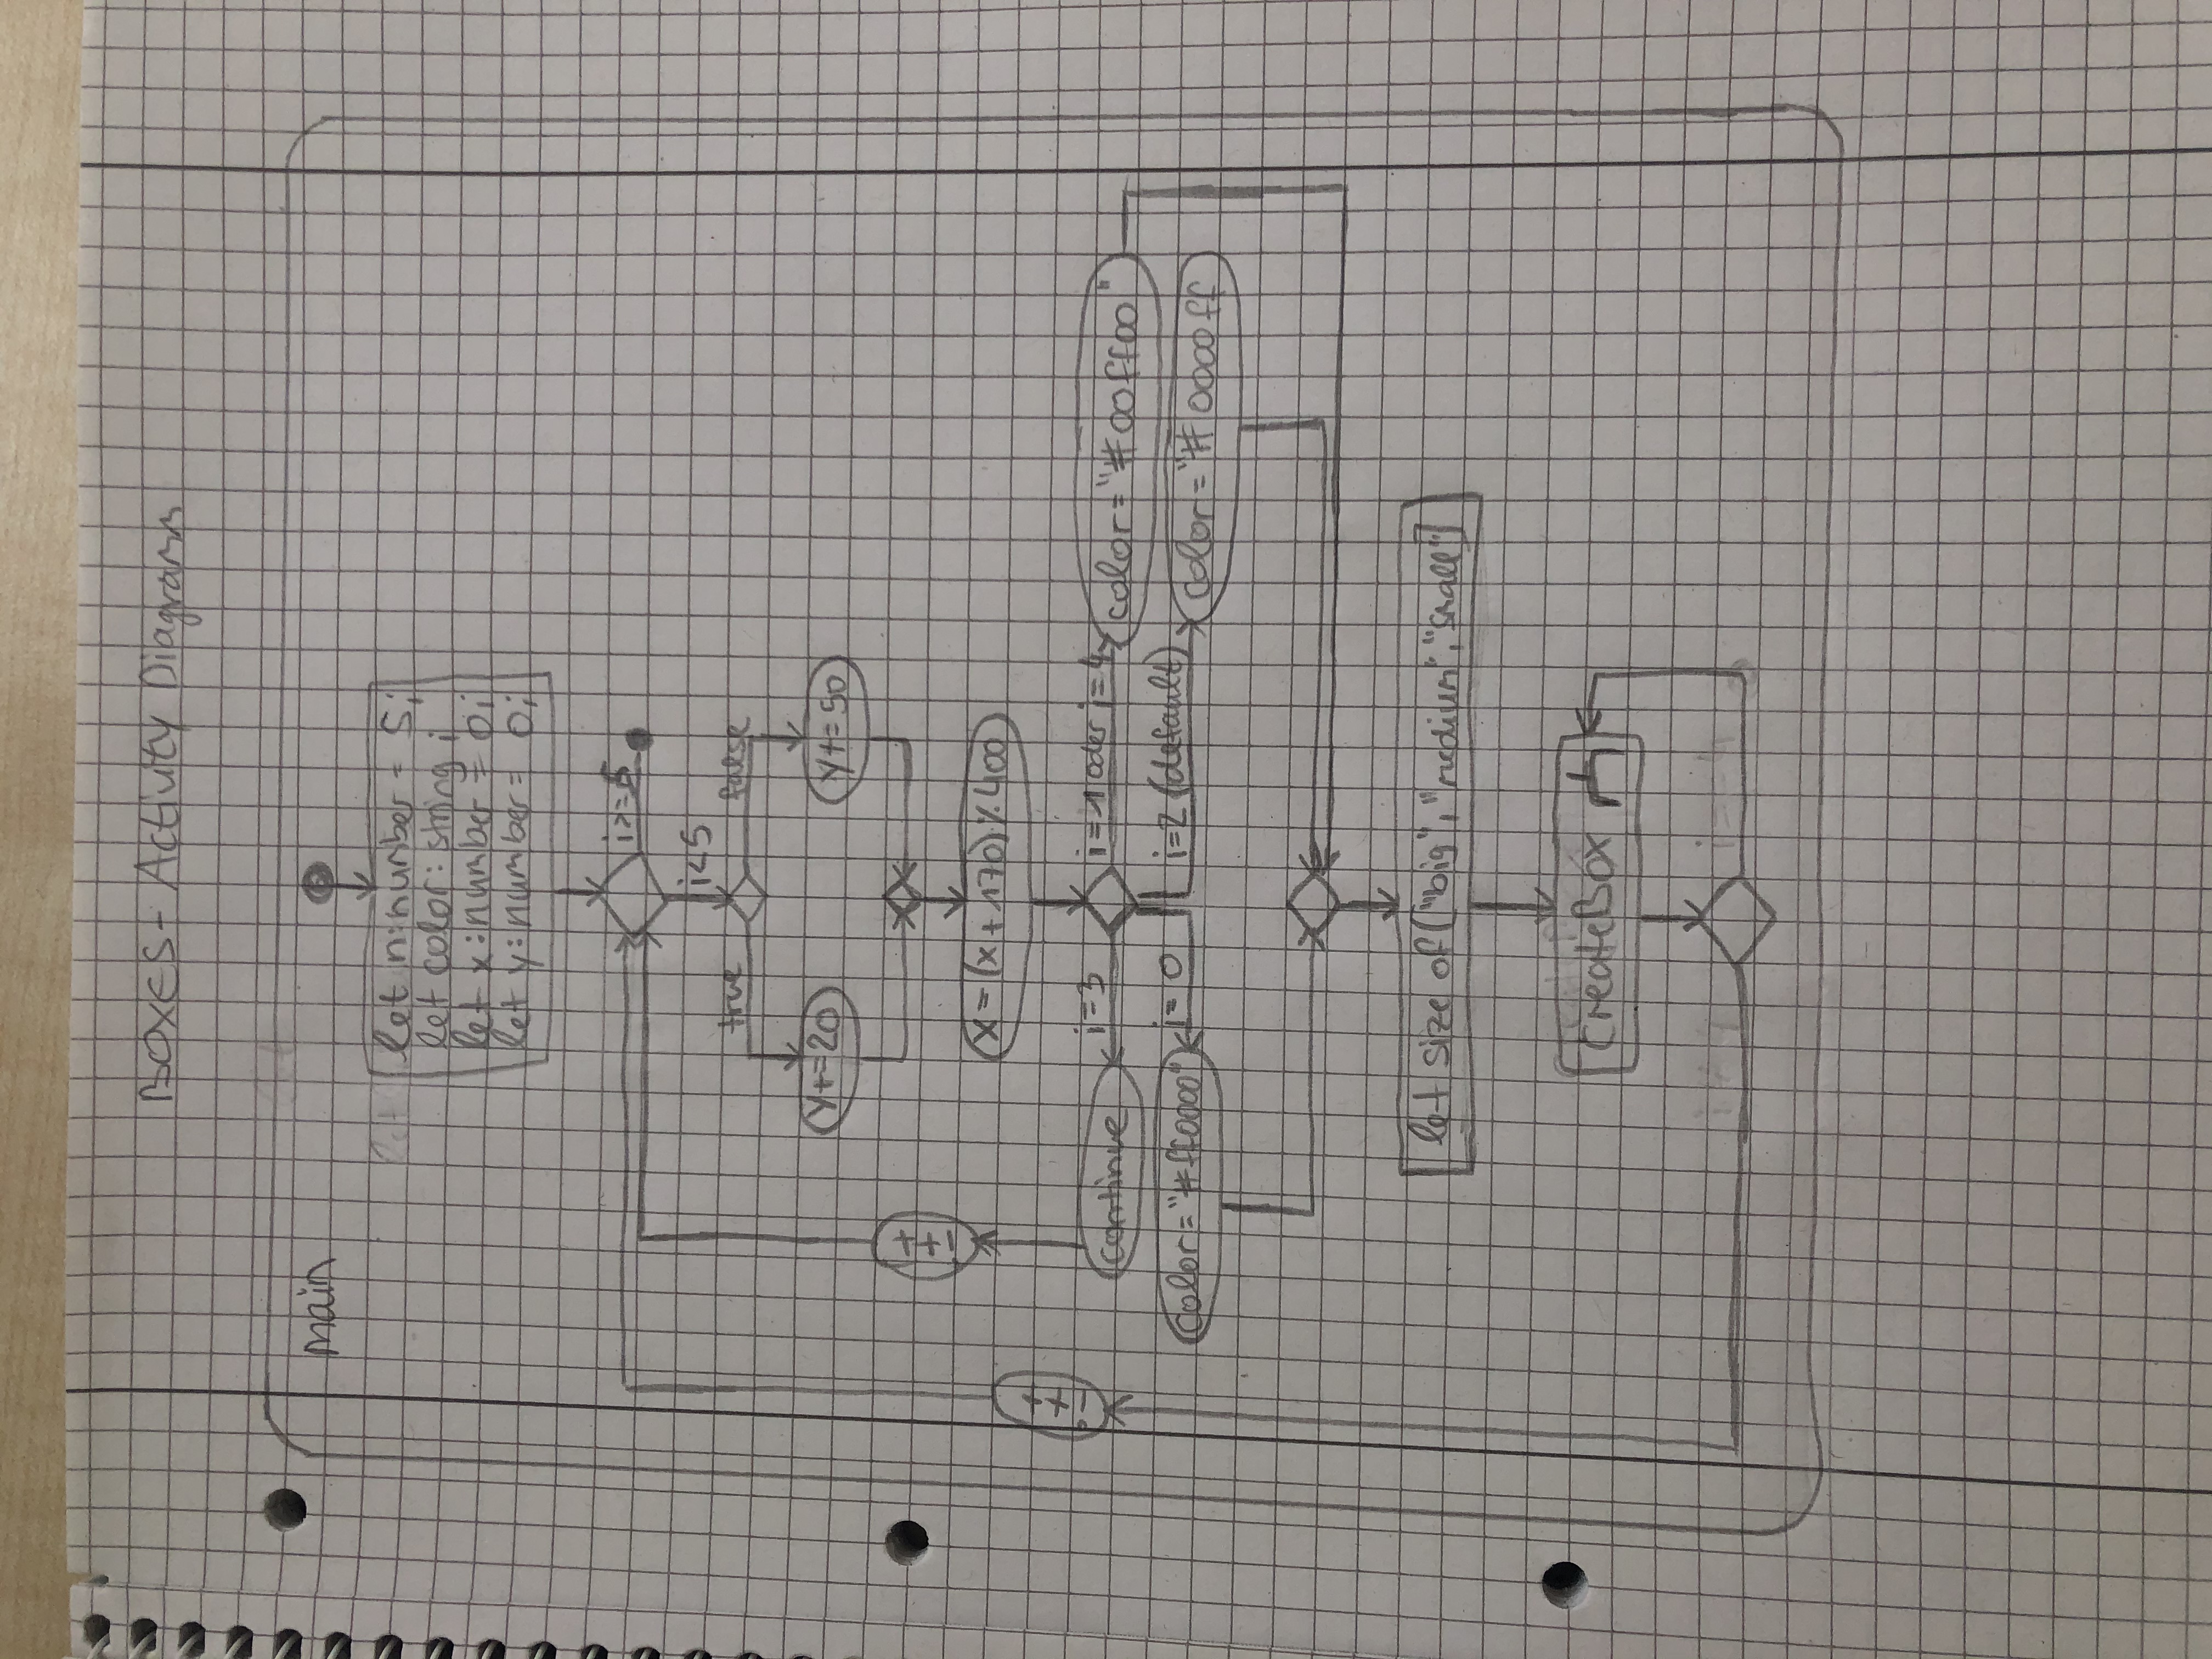 BOXES - Activity Diagramm
main
let n:number = 5;
let color: string;
let x:number = 0;
let y:number = 0;
i>=5
i<5
true
false
y+=20
y+=50
i++
x=(x+170)%400
i++
i=3
i=1 oder i=4
continue
color="#00ff00"
i=0
i=2 (default)
color="#ff0000"
color="#0000ff
let size of ["big", "medium", "small"]
createBox